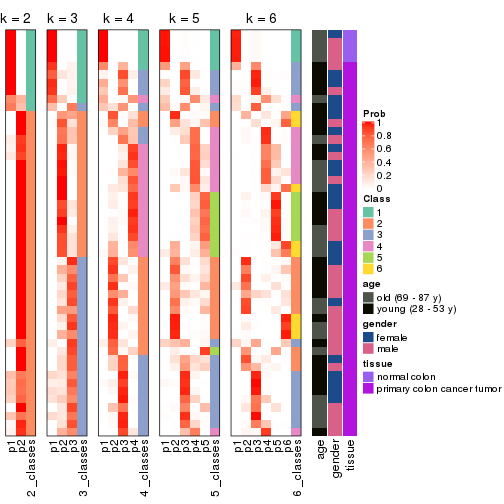 k = 2 k = 3 k = 4 k = 5 k = 6
Prob
1
0.8
0.6
0.4
0.2
0
Class
1
2
3
4
5
6
age
old (69 - 87 y)
young (28 - 53 y)
gender
female
male
tissue
normal colon
primary colon cancer tumor
p1
p2
2_classes
p1
p2
p3
3_classes
p1
p2
p3
p4
4_classes
p1
p2
p3
p4
p5
5_classes
p1
p2
p3
p4
p5
p6
6_classes
age
gender
tissue